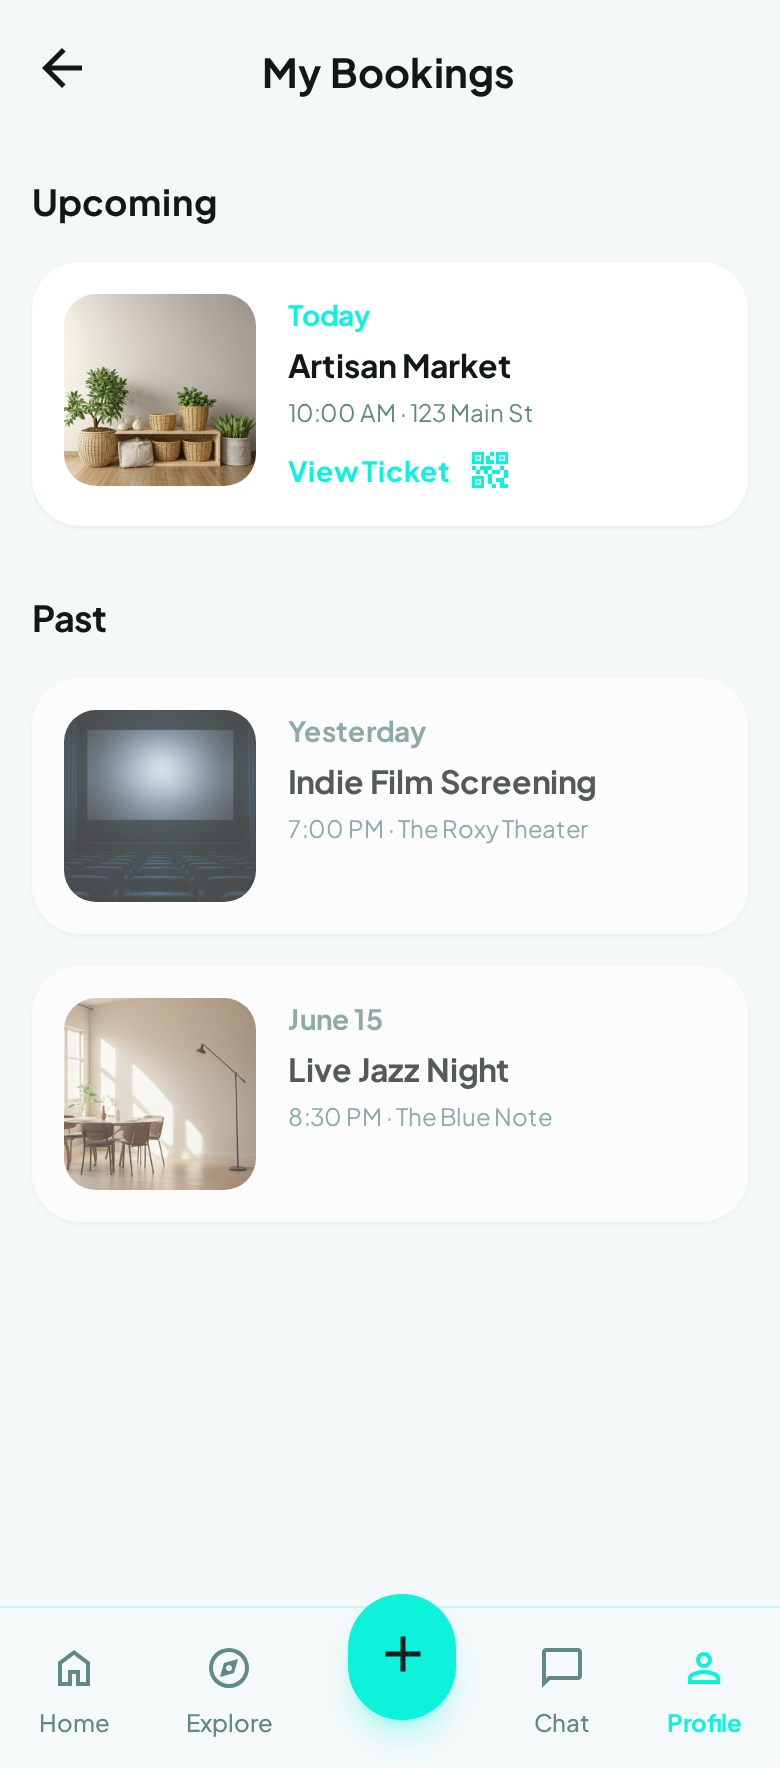 My Bookings
Upcoming
Today
Artisan Market
10:00 AM · 123 Main St
View Ticket
Past
Yesterday
Indie Film Screening
7:00 PM · The Roxy Theater
June 15
Live Jazz Night
8:30 PM · The Blue Note
Home
Explore
Chat
Profile